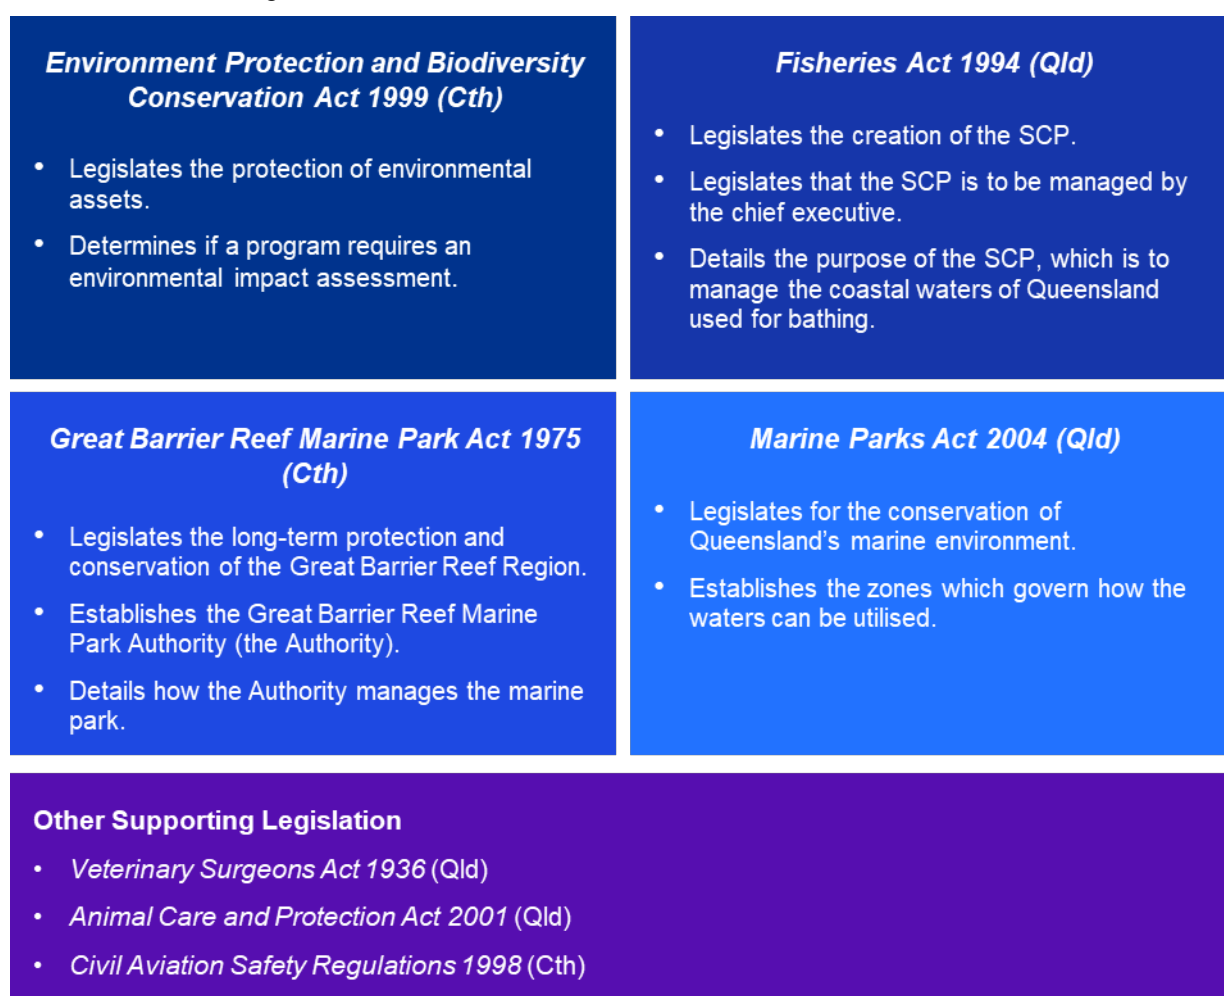 Environment Protection and Biodiversity
Conservation Act 1999 (Cth)
• Legislates the protection of environmental
assets.
• Determines if a program requires an
environmental impact assessment.
Fisheries Act 1994 (Qld)
• Legislates the creation of the SCP.
• Legislates that the SCP is to be managed by
the chief executive.
• Details the purpose of the SCP, which is to
manage the coastal waters of Queensland
used for bathing.
Great Barrier Reef Marine Park Act 1975
(Cth)
• Legislates the long-term protection and
conservation of the Great Barrier Reef Region.
• Establishes the Great Barrier Reef Marine
Park Authority (the Authority).
• Details how the Authority manages the marine
park.
Marine Parks Act 2004 (Qld)
• Legislates for the conservation of
Queensland's marine environment.
• Establishes the zones which govern how the
waters can be utilised.
Other Supporting Legislation
• Veterinary Surgeons Act 1936 (Qld)
• Animal Care and Protection Act 2001 (Qld)
• Civil Aviation Safety Regulations 1998 (Cth)